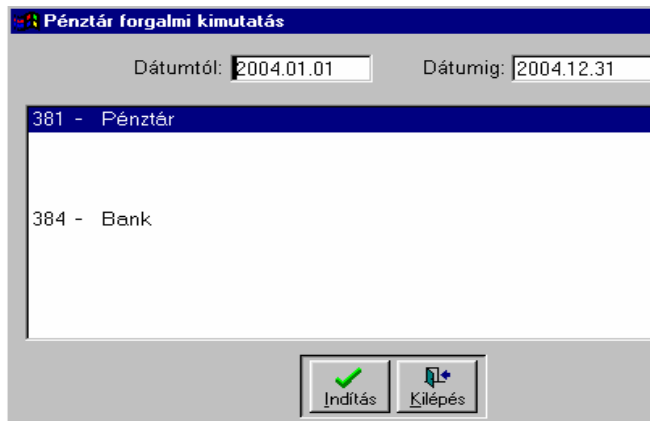 Pénztár forgalmi kimutatás
Dátumtól: 2004.01.01 Dátumig: 2004.12.31
381 - Pénztár
384 - Bank
Indítás Kilépés